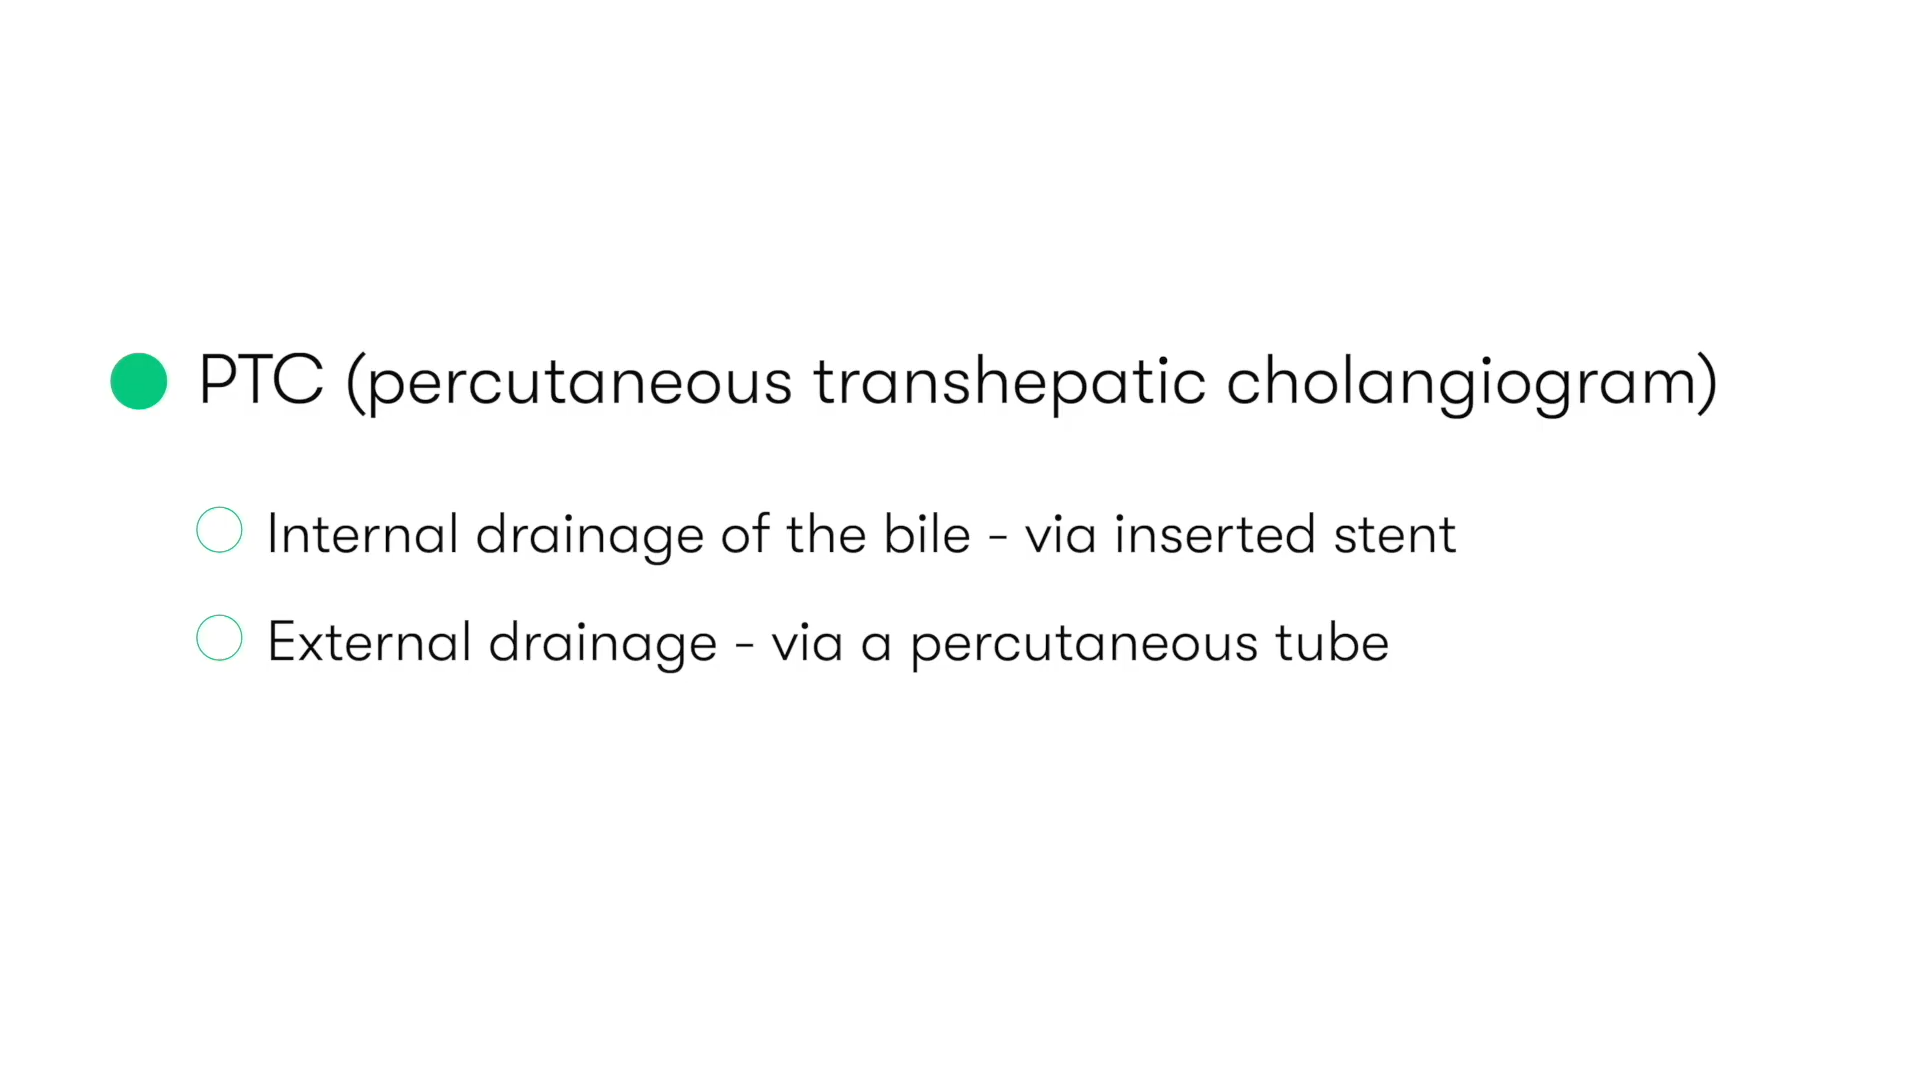 PTC (percutaneous transhepatic cholangiogram)
Internal drainage of the bile - via inserted stent
External drainage - via a percutaneous tube